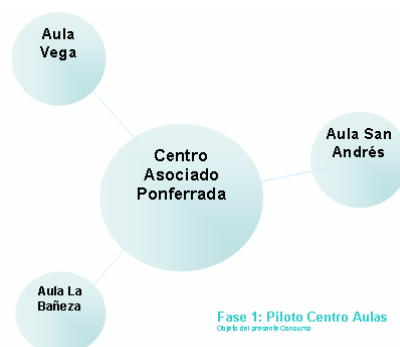 Aula
Vega
Centro
Asociado
Ponferrada
Aula San
Andrés
Aula La
Bañeza
Fase 1: Piloto Centro Aulas
Objeto del presente Concurso